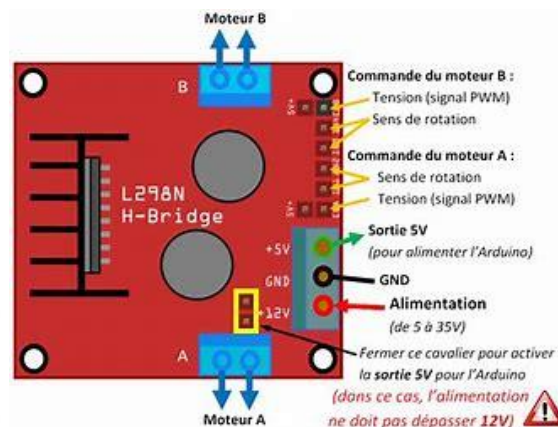 Moteur B
B
Commande du moteur B :
Tension (signal PWM)
Sens de rotation
Commande du moteur A :
Sens de rotation
Tension (signal PWM)
5V+
5V+
L298N
H-Bridge
+5V
GND
+12V
A
Sortie 5V
(pour alimenter l'Arduino)
GND
Alimentation
(de 5 à 35V)
Fermer ce cavalier pour activer
la sortie 5V pour l'Arduino
(dans ce cas, l'alimentation
ne doit pas dépasser 12V)
Moteur A